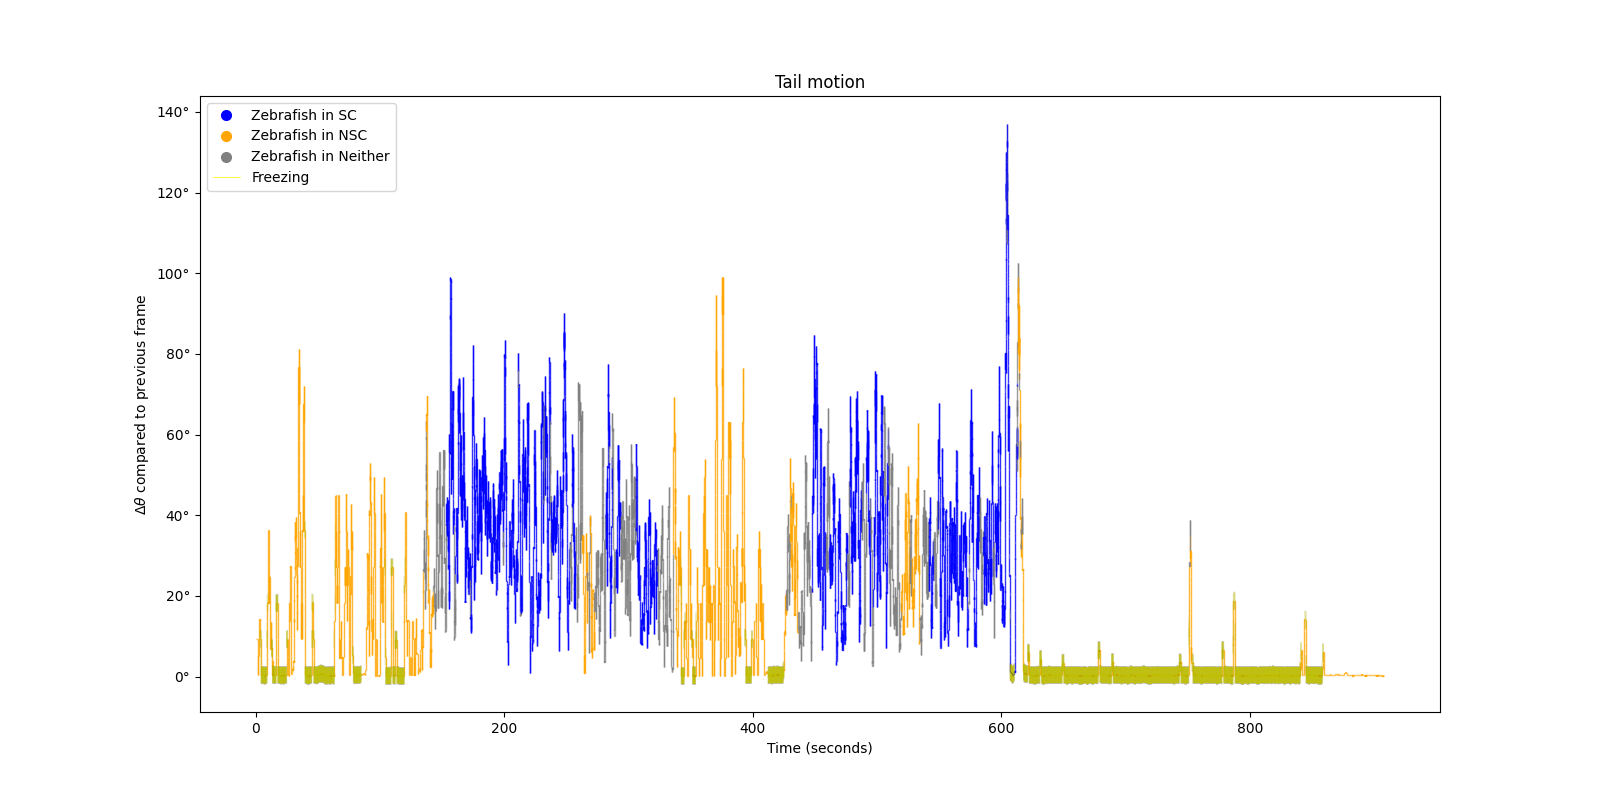 Tail motion
140°
120°
100°
80°
60°
40°
20°
0°
Δθ compared to previous frame
Zebrafish in SC
Zebrafish in NSC
Zebrafish in Neither
Freezing
0
200
400
600
800
Time (seconds)